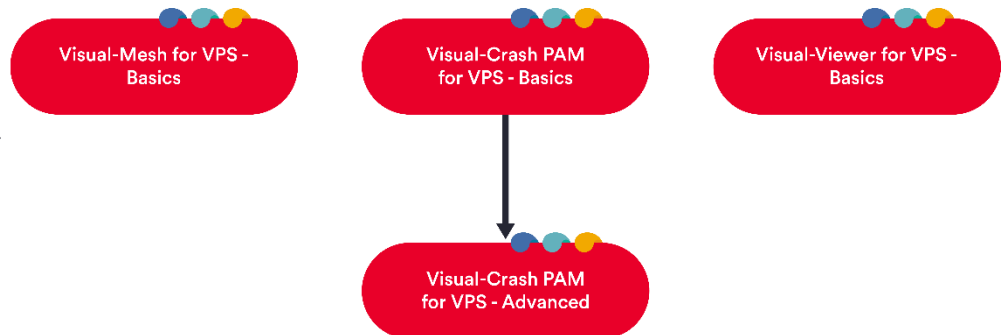 Visual-Mesh for VPS -
Basics
Visual-Crash PAM
for VPS - Basics
Visual-Viewer for VPS -
Basics
Visual-Crash PAM
for VPS - Advanced